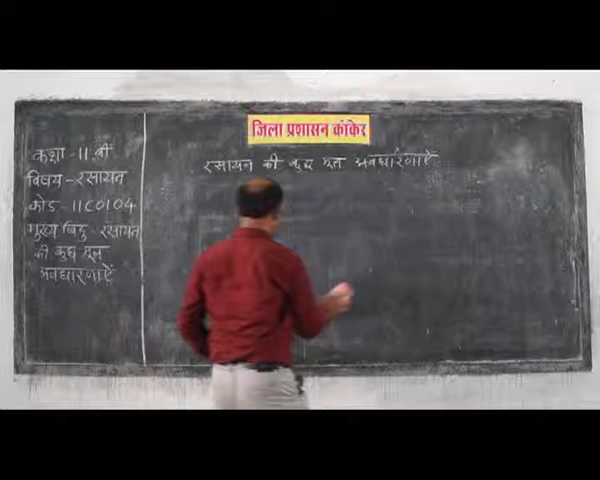 जिला प्रशासन कांकेर
रसायन की कुछ मूल अवधारणाऐं
कक्षा - 11 वीं
विषय - रसायन
कोड - 11C0104
मुख्य बिंदु - रसायन
की कुछ मूल
अवधारणाऐं